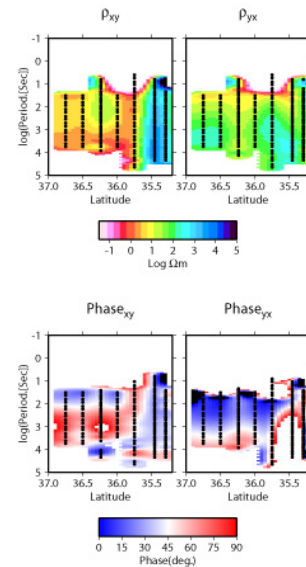 ρxy ρyx
-1
0
1
2
3
4
5
log(Period,[Sec])
37.0 36.5 36.0 35.5 37.0 36.5 36.0 35.5
Latitude Latitude
-1 0 1 2 3 4 5
Log Ωm
Phasexy Phaseyx
-1
0
1
2
3
4
5
log(Period,[Sec])
37.0 36.5 36.0 35.5 37.0 36.5 36.0 35.5
Latitude Latitude
0 15 30 45 60 75 90
Phase(deg,)